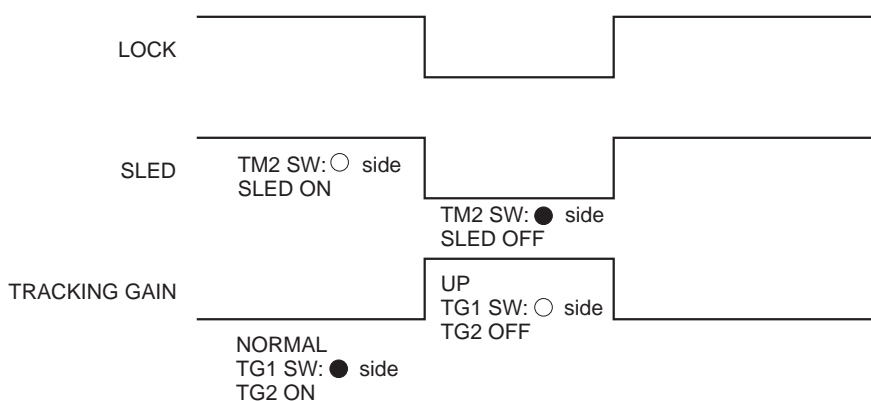 LOCK
SLED
TM2 SW: ○ side
SLED ON
TM2 SW: ● side
SLED OFF
TRACKING GAIN
UP
TG1 SW: ○ side
TG2 OFF
NORMAL
TG1 SW: ● side
TG2 ON